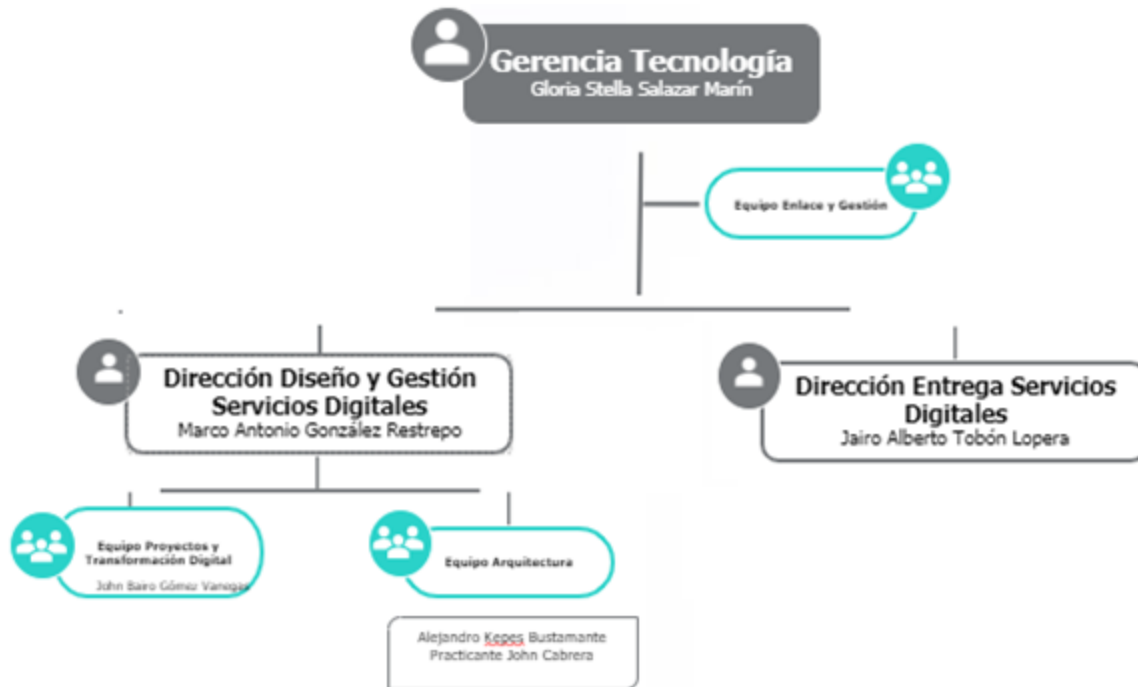 Gerencia Tecnología
Gloria Stella Salazar Marín
Equipo Enlace y Gestión
Dirección Diseño y Gestión
Servicios Digitales
Marco Antonio González Restrepo
Dirección Entrega Servicios
Digitales
Jairo Alberto Tobón Lopera
Equipo Proyectos y
Transformación Digital
John Bairo Gómez Vanegas
Equipo Arquitectura
Alejandro Kepes Bustamante
Practicante John Cabrera